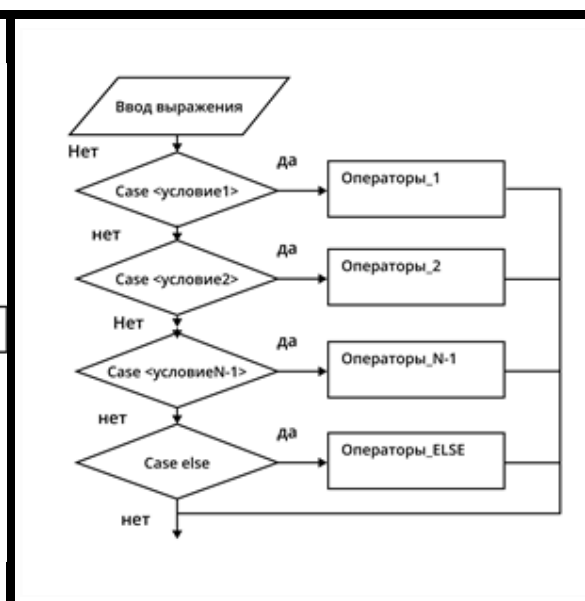 Ввод выражения
Нет
да
Case <условие1>
Операторы_1
нет
да
Case <условие2>
Операторы_2
Нет
да
Case <условиеN-1>
Операторы_N-1
нет
да
Case else
Операторы_ELSE
нет